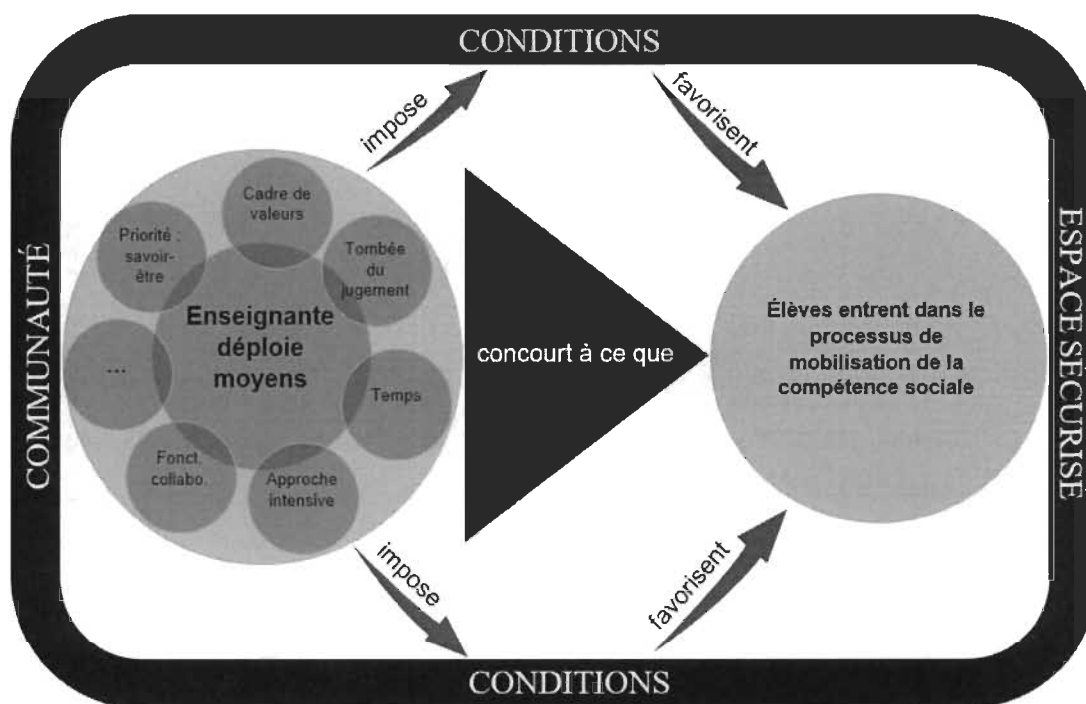 CONDITIONS
impose
favorisent
COMMUNAUTÉ
Cadre de
valeurs
Priorité :
savoir-
être
Tombée
du
jugement
Enseignante
déploie
moyens
...
Temps
Fonct.
collabo.
Approche
intensive
concourt à ce que
Élèves entrent dans le
processus de
mobilisation de la
compétence sociale
ESPACE SÉCURISÉ
impose
favorisent
CONDITIONS